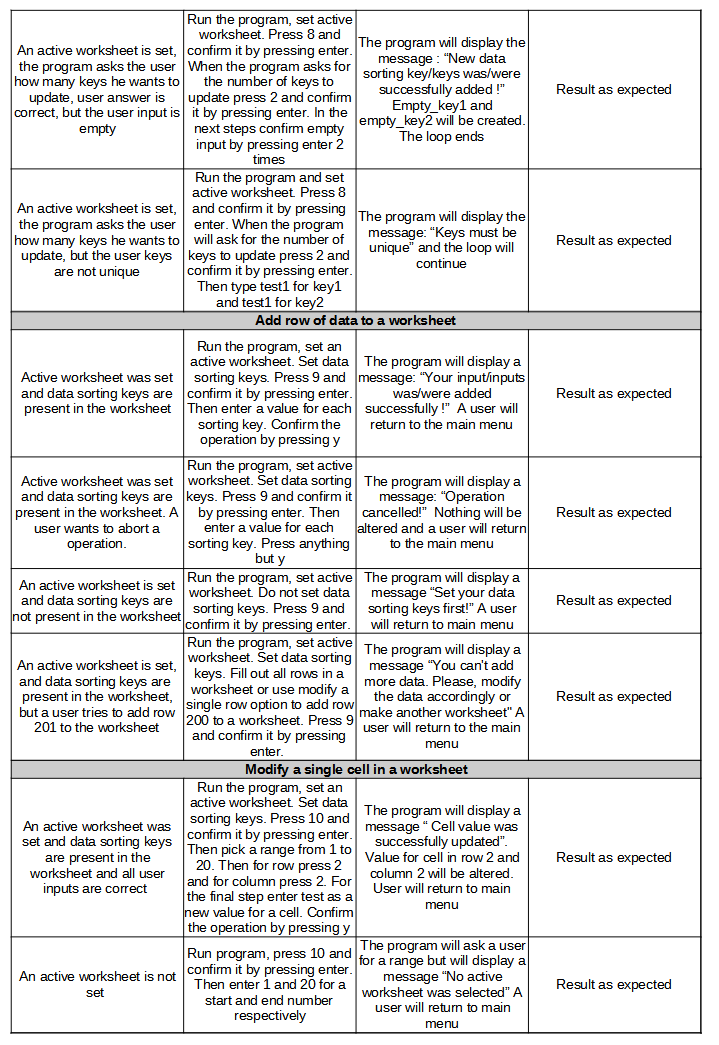 An active worksheet is set,
the program asks the user
how many keys he wants to
update, user answer is
correct, but the user input is
empty
Run the program, set active
worksheet. Press 8 and
confirm it by pressing enter.
When the program asks for
the number of keys to
update press 2 and confirm
it by pressing enter. In the
next steps confirm empty
input by pressing enter 2
times
The program will display the
message : “New data
sorting key/keys was/were
successfully added !”
Empty_key1 and
empty_key2 will be created.
The loop ends
Result as expected
An active worksheet is set,
the program asks the user
how many keys he wants to
update, but the user keys
are not unique
Run the program and set
active worksheet. Press 8
and confirm it by pressing
enter. When the program
will ask for the number of
keys to update press 2 and
confirm it by pressing enter.
Then type test1 for key1
and test1 for key2
The program will display the
message: “Keys must be
unique” and the loop will
continue
Result as expected
Add row of data to a worksheet
Active worksheet was set
and data sorting keys are
present in the worksheet
Run the program, set an
active worksheet. Set data
sorting keys. Press 9 and
confirm it by pressing enter.
Then enter a value for each
sorting key. Confirm the
operation by pressing y
The program will display a
message: “Your input/inputs
was/were added
successfully !”  A user will
return to the main menu
Result as expected
Active worksheet was set
and data sorting keys are
present in the worksheet. A
user wants to abort a
operation.
Run the program, set active
worksheet. Set data sorting
keys. Press 9 and confirm it
by pressing enter. Then
enter a value for each
sorting key. Press anything
but y
The program will display a
message: “Operation
cancelled!”  Nothing will be
altered and a user will return
to the main menu
Result as expected
An active worksheet is set
and data sorting keys are
not present in the worksheet
Run the program, set active
worksheet. Do not set data
sorting keys. Press 9 and
confirm it by pressing enter.
The program will display a
message “Set your data
sorting keys first!” A user
will return to main menu
Result as expected
An active worksheet is set,
and data sorting keys are
present in the worksheet,
but a user tries to add row
201 to the worksheet
Run the program, set active
worksheet. Set data sorting
keys. Fill out all rows in a
worksheet or use modify a
single row option to add row
200 to a worksheet. Press 9
and confirm it by pressing
enter.
The program will display a
message “You can't add
more data. Please, modify
the data accordingly or
make another worksheet" A
user will return to the main
menu
Result as expected
Modify a single cell in a worksheet
An active worksheet was
set and data sorting keys
are present in the
worksheet and all user
inputs are correct
Run the program, set an
active worksheet. Set data
sorting keys. Press 10 and
confirm it by pressing enter.
Then pick a range from 1 to
20. Then for row press 2
and for column press 2. For
the final step enter test as a
new value for a cell. Confirm
the operation by pressing y
The program will display a
message “ Cell value was
successfully updated”.
Value for cell in row 2 and
column 2 will be altered.
User will return to main
menu
Result as expected
An active worksheet is not
set
Run program, press 10 and
confirm it by pressing enter.
Then enter 1 and 20 for a
start and end number
respectively
The program will ask a user
for a range but will display a
message “No active
worksheet was selected” A
user will return to main
menu
Result as expected